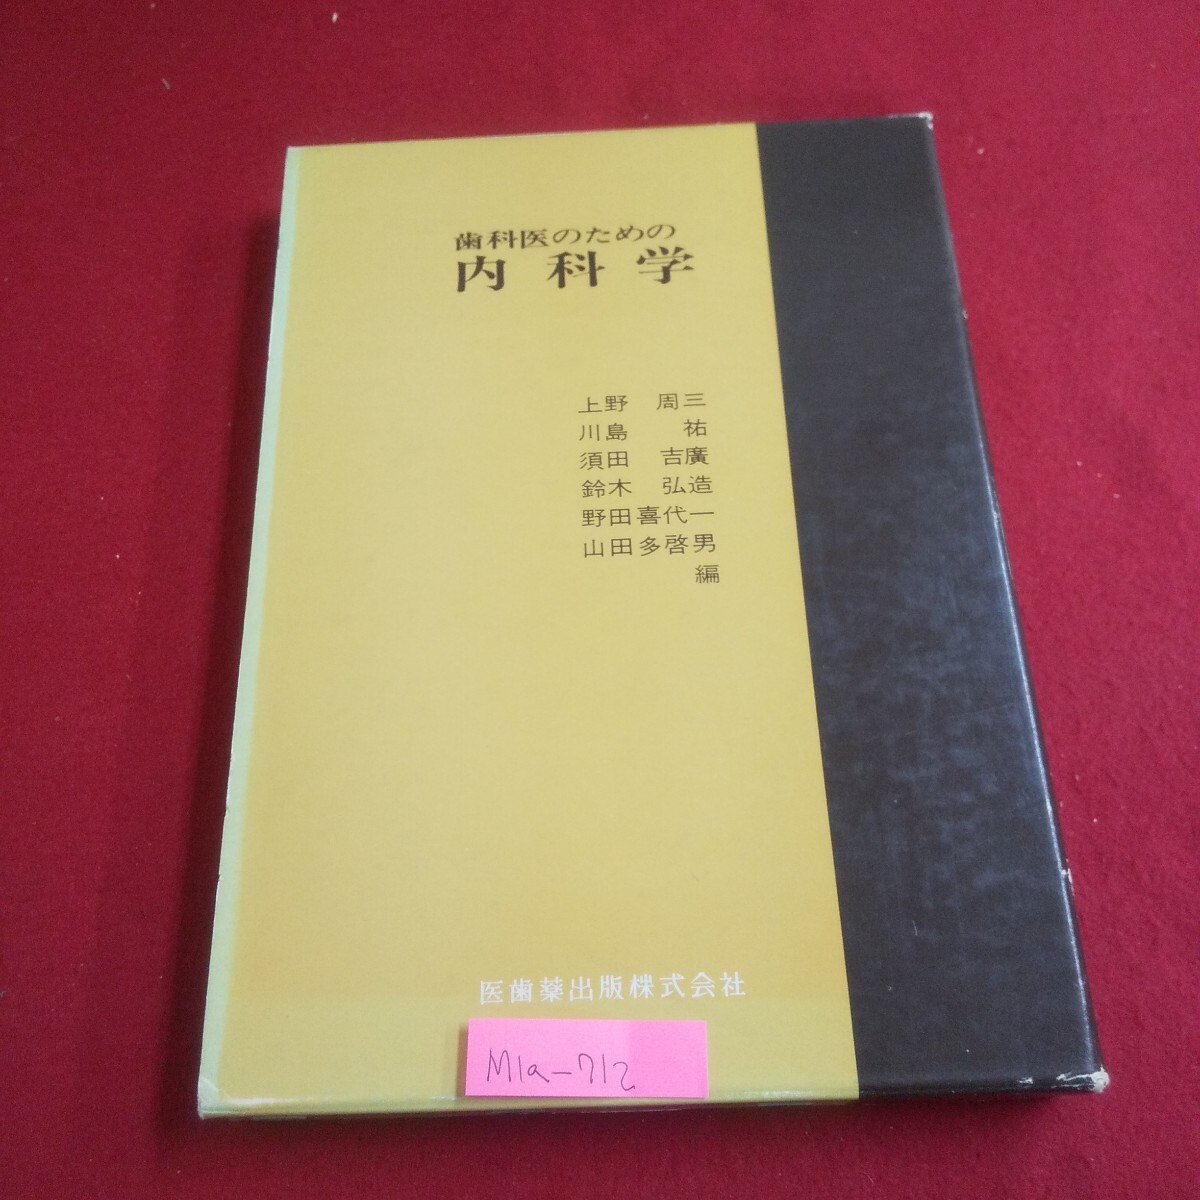 歯科医のための
内科学
上野 周三
川島 祐
須田 吉廣
鈴木 弘造
野田喜代一
山田多啓男
編
医歯薬出版株式会社
M1a-712